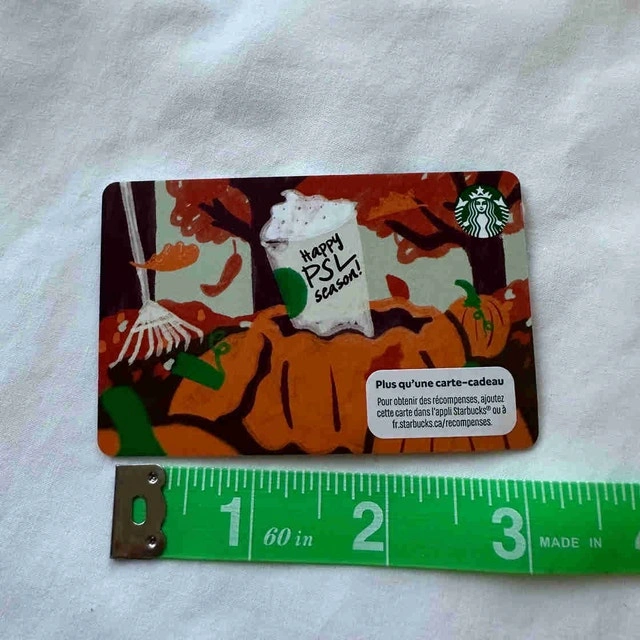 Happy
PSL
season!
Plus qu'une carte-cadeau
Pour obtenir des récompenses, ajoutez
cette carte dans l'appli Starbucks® ou à
fr.starbucks.ca/recompenses.
1 60 in 2 3 MADE IN